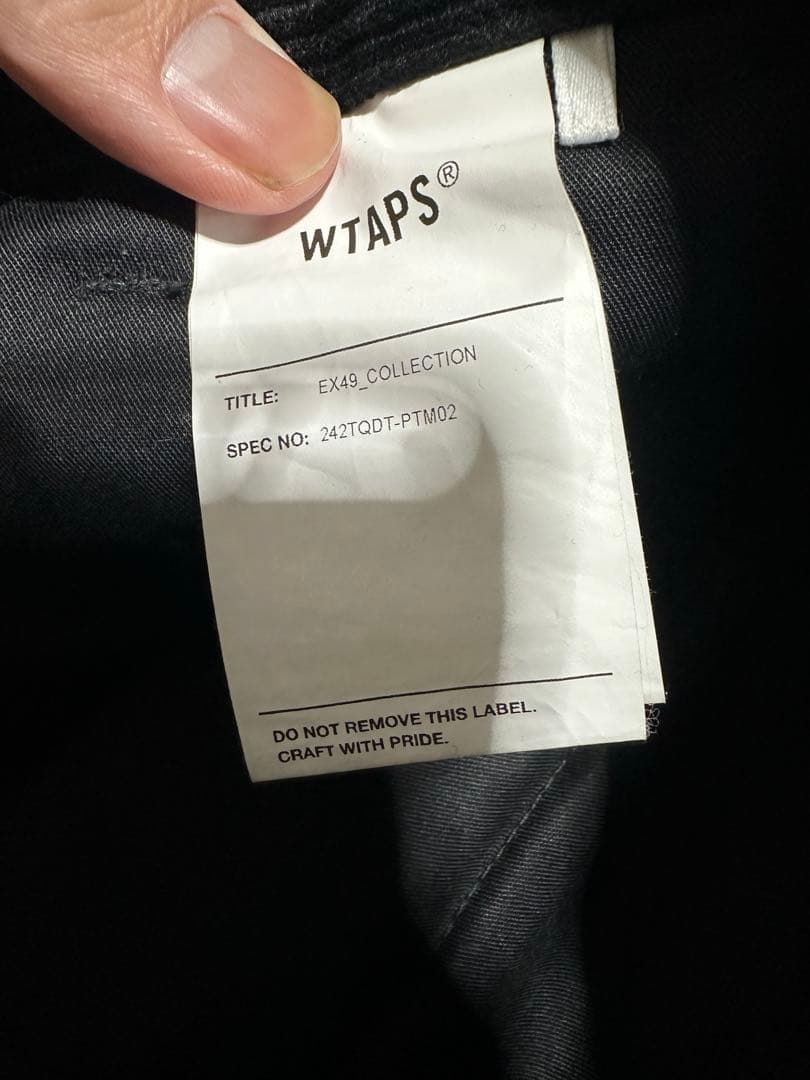 WTAPS®
TITLE: EX49_COLLECTION
SPEC NO: 242TQDT-PTM02
DO NOT REMOVE THIS LABEL.
CRAFT WITH PRIDE.